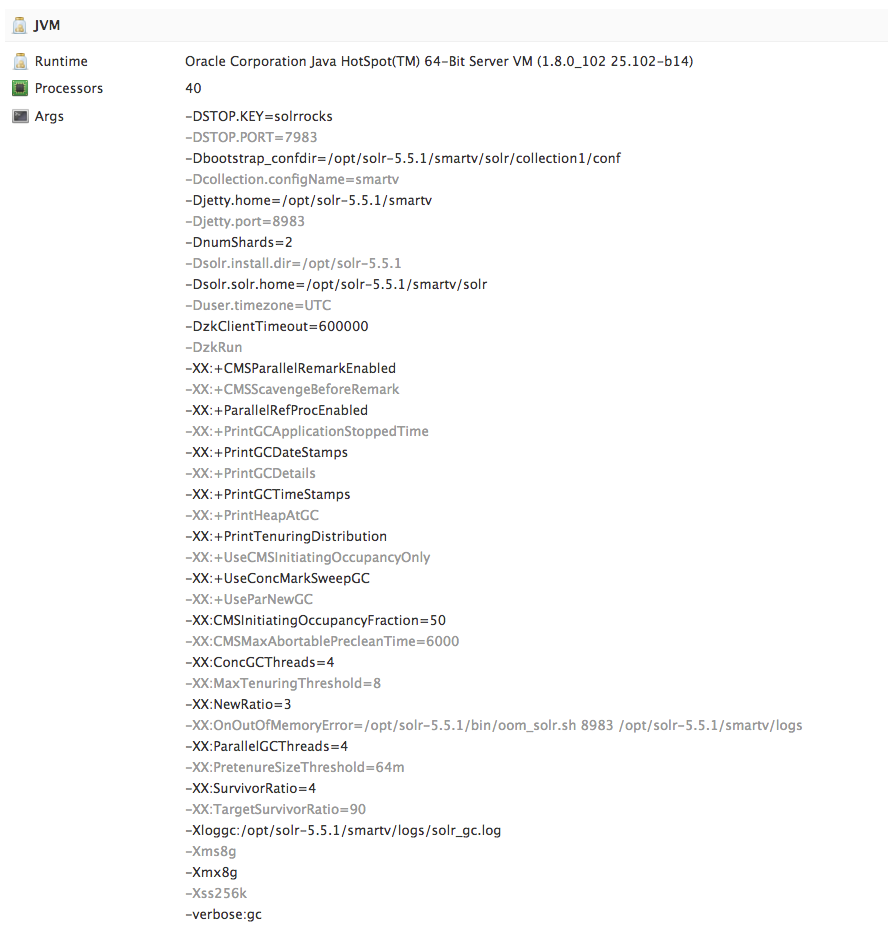 JVM
Runtime Oracle Corporation Java HotSpot(TM) 64-Bit Server VM (1.8.0_102 25.102-b14)
Processors 40
Args -DSTOP.KEY=solrrocks
-DSTOP.PORT=7983
-Dbootstrap_confdir=/opt/solr-5.5.1/smartv/solr/collection1/conf
-Dcollection.configName=smartv
-Djetty.home=/opt/solr-5.5.1/smartv
-Djetty.port=8983
-DnumShards=2
-Dsolr.install.dir=/opt/solr-5.5.1
-Dsolr.solr.home=/opt/solr-5.5.1/smartv/solr
-Duser.timezone=UTC
-DzkClientTimeout=600000
-DzkRun
-XX:+CMSParallelRemarkEnabled
-XX:+CMSScavengeBeforeRemark
-XX:+ParallelRefProcEnabled
-XX:+PrintGCApplicationStoppedTime
-XX:+PrintGCDateStamps
-XX:+PrintGCDetails
-XX:+PrintGCTimeStamps
-XX:+PrintHeapAtGC
-XX:+PrintTenuringDistribution
-XX:+UseCMSInitiatingOccupancyOnly
-XX:+UseConcMarkSweepGC
-XX:+UseParNewGC
-XX:CMSInitiatingOccupancyFraction=50
-XX:CMSMaxAbortablePrecleanTime=6000
-XX:ConcGCThreads=4
-XX:MaxTenuringThreshold=8
-XX:NewRatio=3
-XX:OnOutOfMemoryError=/opt/solr-5.5.1/bin/oom_solr.sh 8983 /opt/solr-5.5.1/smartv/logs
-XX:ParallelGCThreads=4
-XX:PretenureSizeThreshold=64m
-XX:SurvivorRatio=4
-XX:TargetSurvivorRatio=90
-Xloggc:/opt/solr-5.5.1/smartv/logs/solr_gc.log
-Xms8g
-Xmx8g
-Xss256k
-verbose:gc